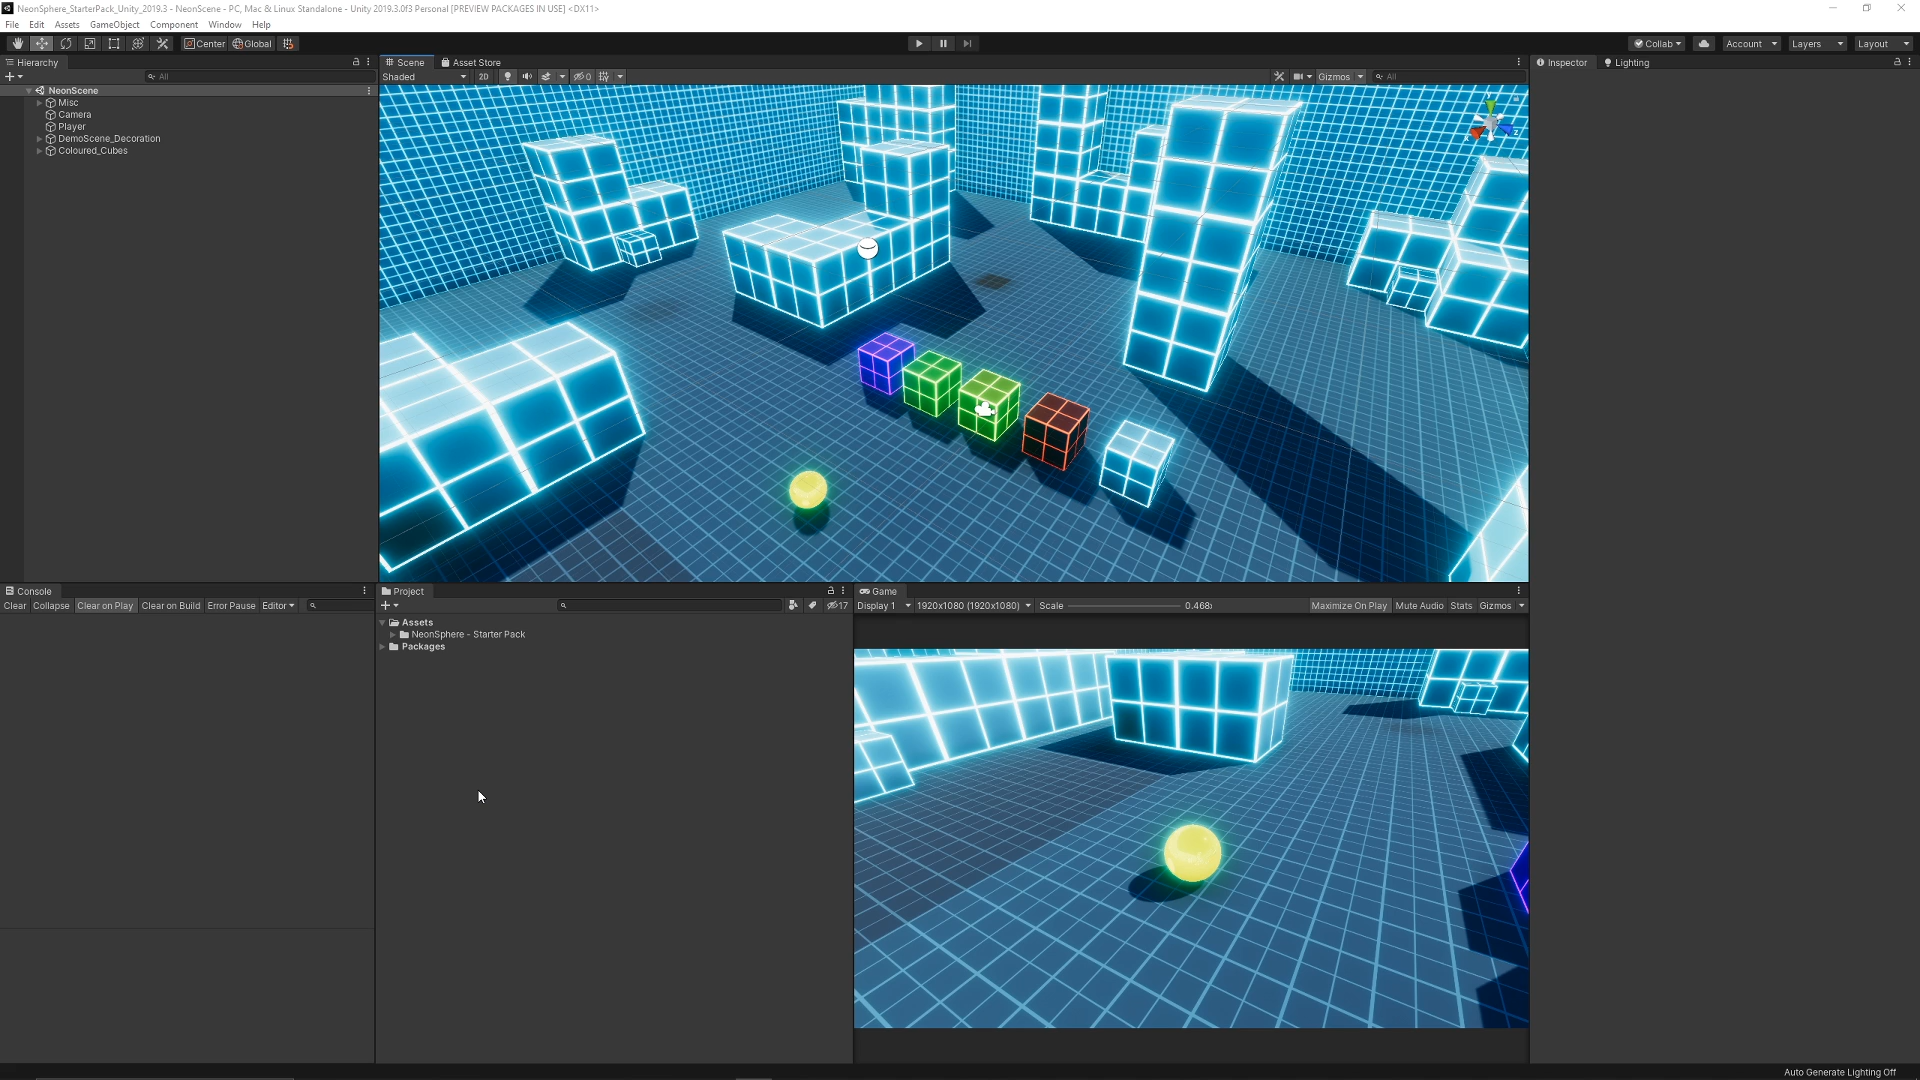 NeonSphere_StarterPack_Unity_2019.3 - NeonScene - PC, Mac & Linux Standalone - Unity 2019.3.0f3 Personal [PREVIEW PACKAGES IN USE] <DX11>
File Edit Assets GameObject Component Window Help
Center Global Collab Account Layers Layout
Hierarchy Scene Asset Store Inspector Lighting
All Shaded 2D 0 Gizmos All
NeonScene
Misc
Camera
Player
DemoScene_Decoration
Coloured_Cubes
Console Project Game
Clear Collapse Clear on Play Clear on Build Error Pause Editor 17 Display 1 1920x1080 (1920x1080) Scale 0.468 Maximize On Play Mute Audio Stats Gizmos
Assets
NeonSphere - Starter Pack
Packages
Auto Generate Lighting Off